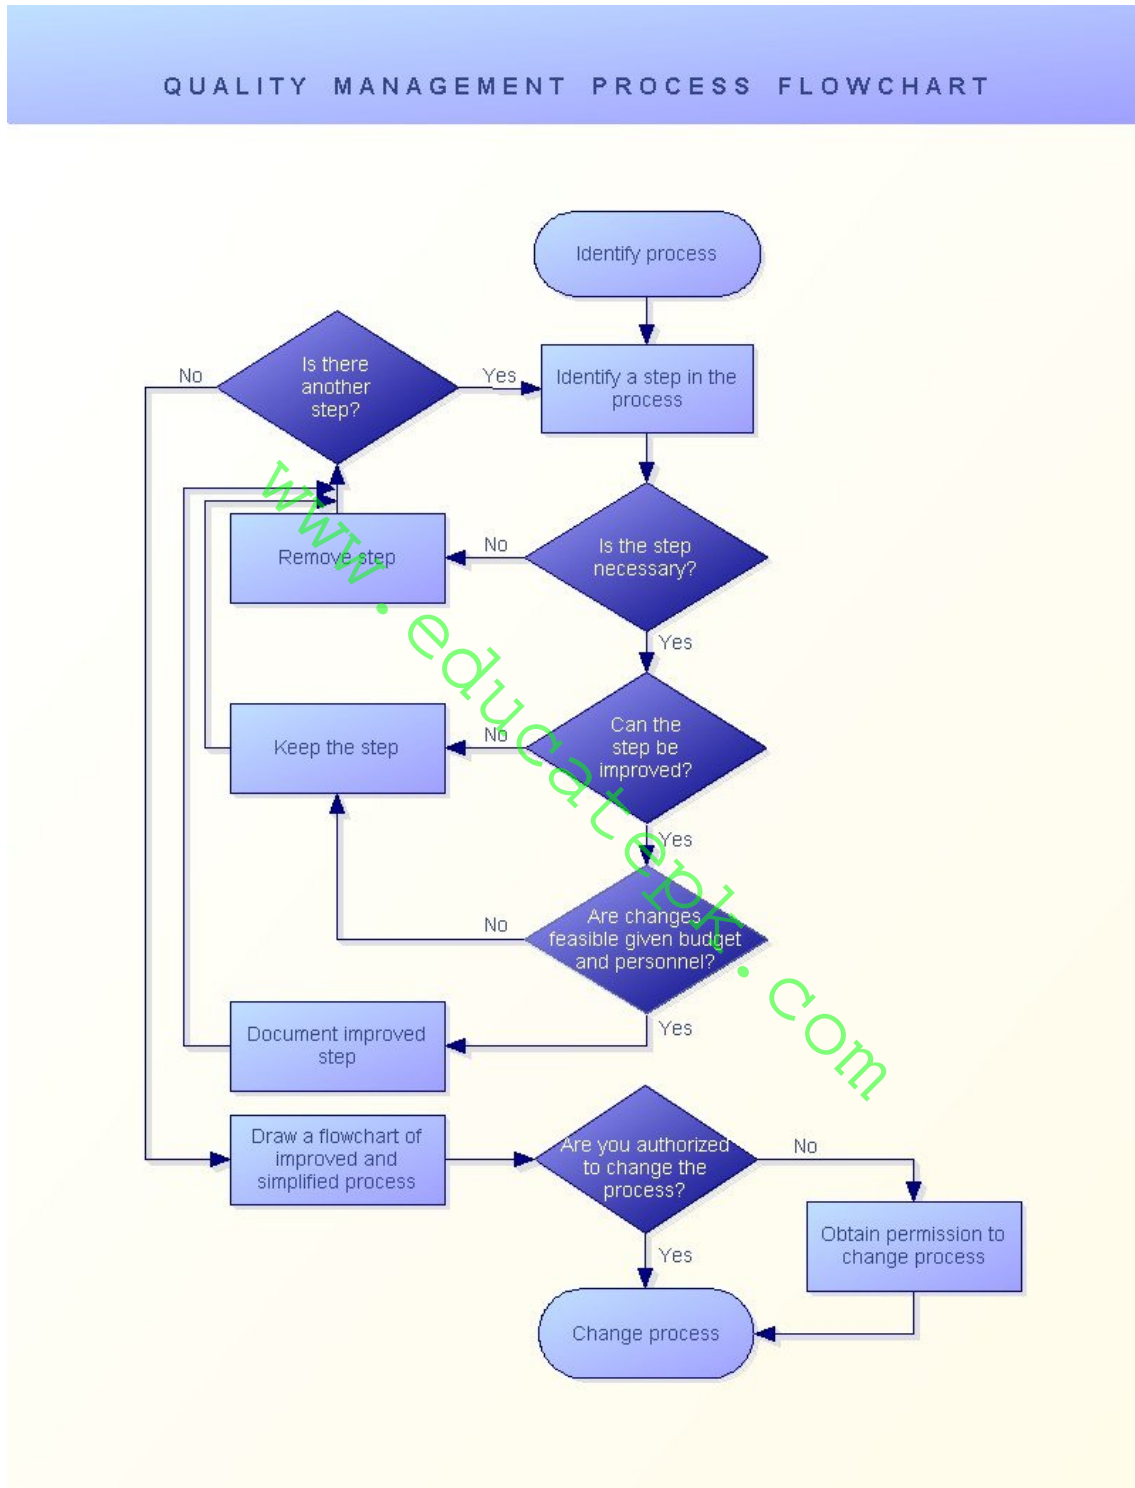 QUALITY MANAGEMENT PROCESS FLOWCHART
Identify process
Is there
another
step?
No
Yes
Identify a step in the
process
Remove step
No
Is the step
necessary?
Yes
Keep the step
No
Can the
step be
improved?
Yes
No
Are changes
feasible given budget
and personnel?
Yes
Document improved
step
Draw a flowchart of
improved and
simplified process
Are you authorized
to change the
process?
No
Yes
Obtain permission to
change process
Change process
www.educatepk.com